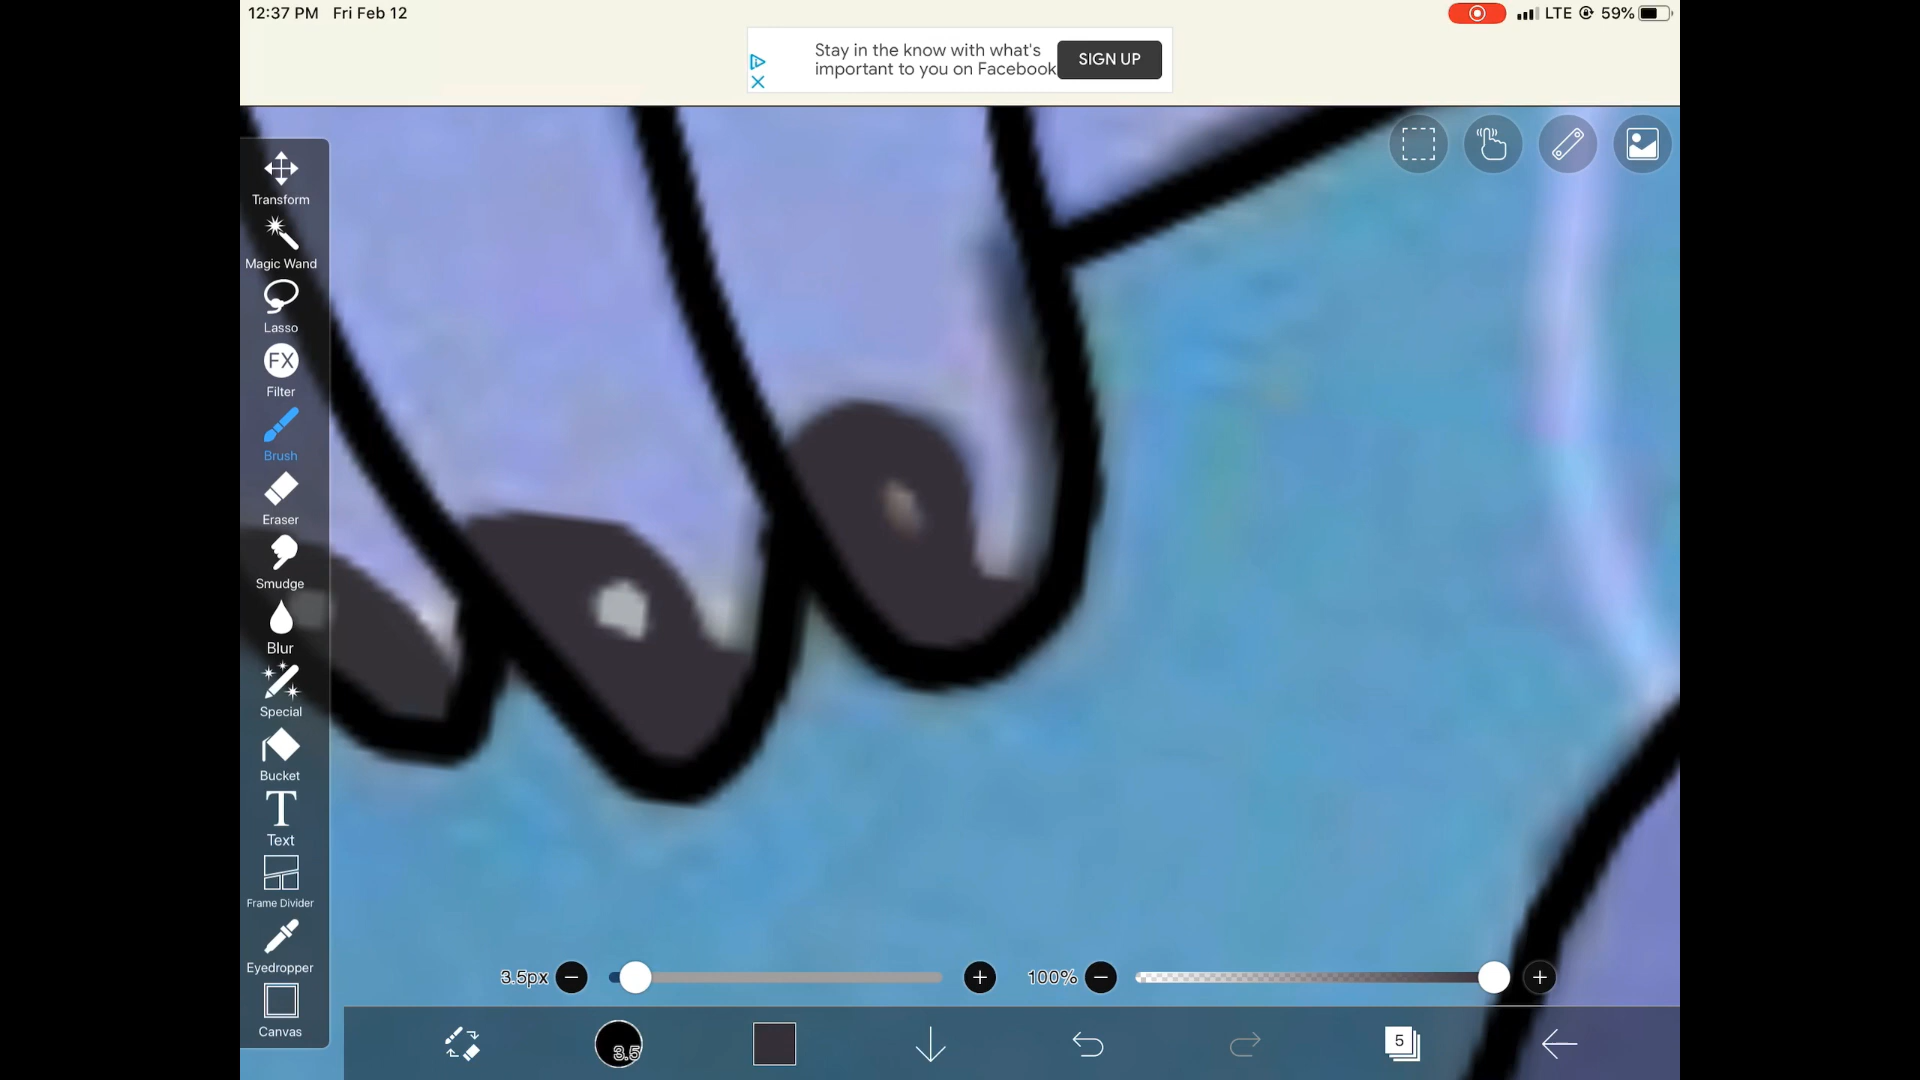 12:37 PM Fri Feb 12
LTE 59%
Stay in the know with what's
important to you on Facebook
SIGN UP
Transform
Magic Wand
Lasso
FX
Filter
Brush
Eraser
Smudge
Blur
Special
Bucket
T
Text
Frame Divider
Eyedropper
Canvas
3.5px
100%
3.5
5